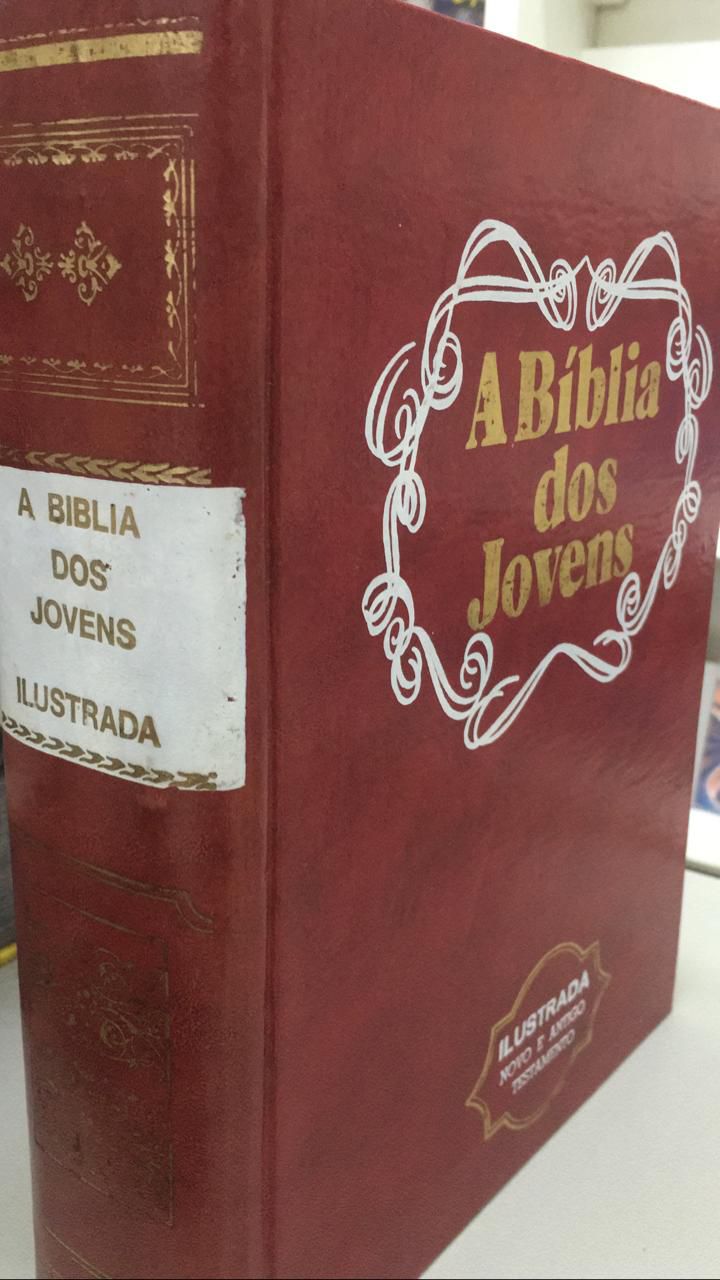 A BIBLIA
DOS
JOVENS
ILUSTRADA
A Bíblia
dos
Jovens
ILUSTRADA
NOVO E ANTIGO
TESTAMENTO